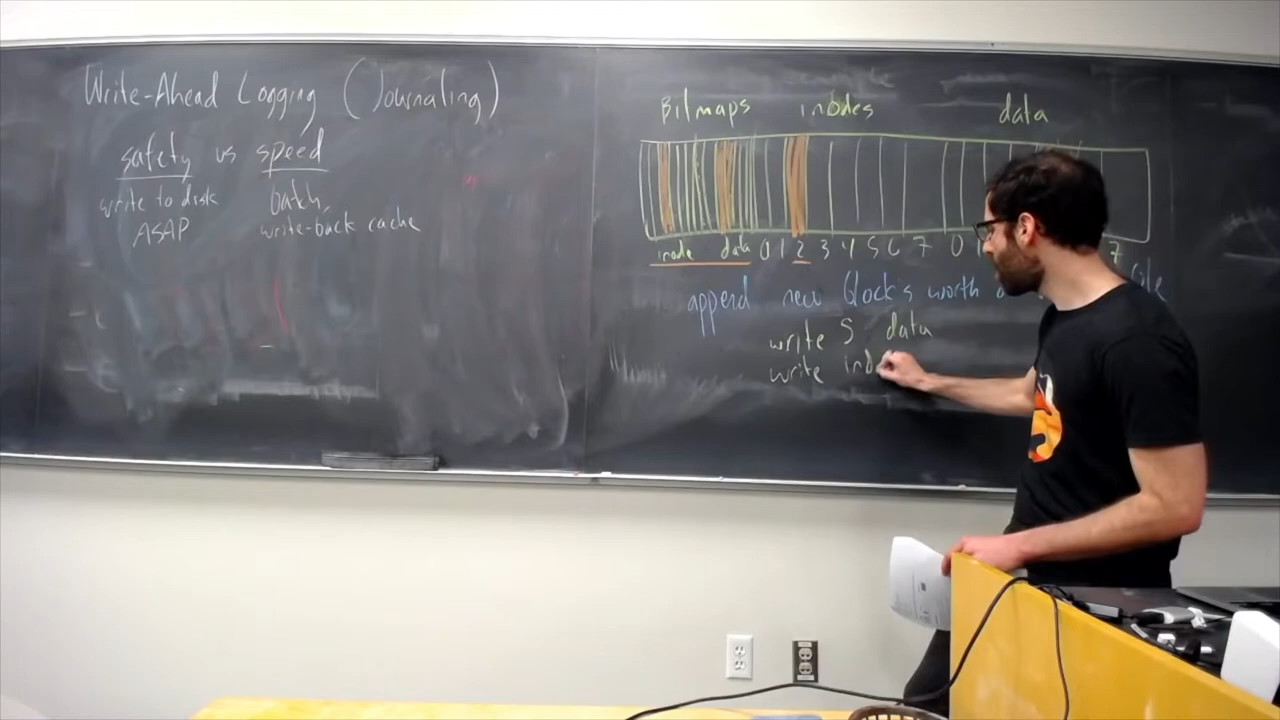 Write-Ahead Logging (Journaling)
safety vs speed
write to disk
ASAP
batch,
write-back cache
Bitmaps inodes data
inode data 0 1 2 3 4 5 6 7 0 7
append new block's worth file
write 5 data
write inod